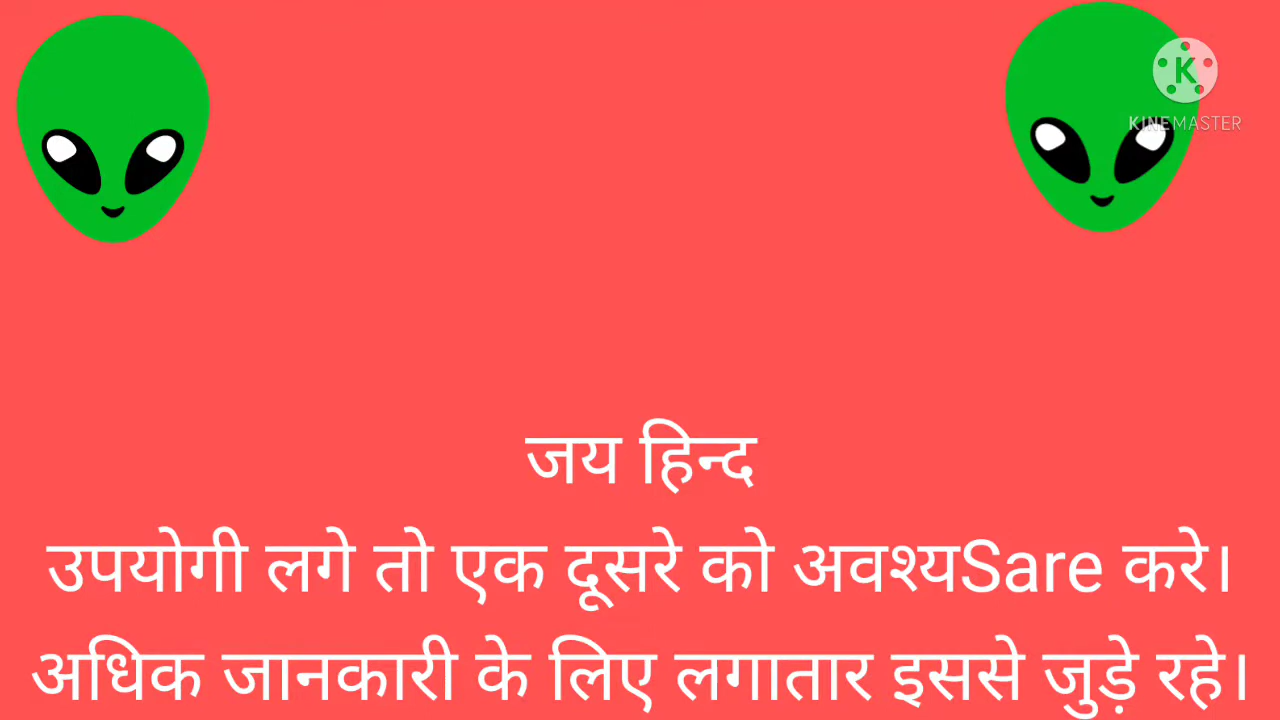 K
KINEMASTER
जय हिन्द
उपयोगी लगे तो एक दूसरे को अवश्यSare करे।
अधिक जानकारी के लिए लगातार इससे जुड़े रहे।